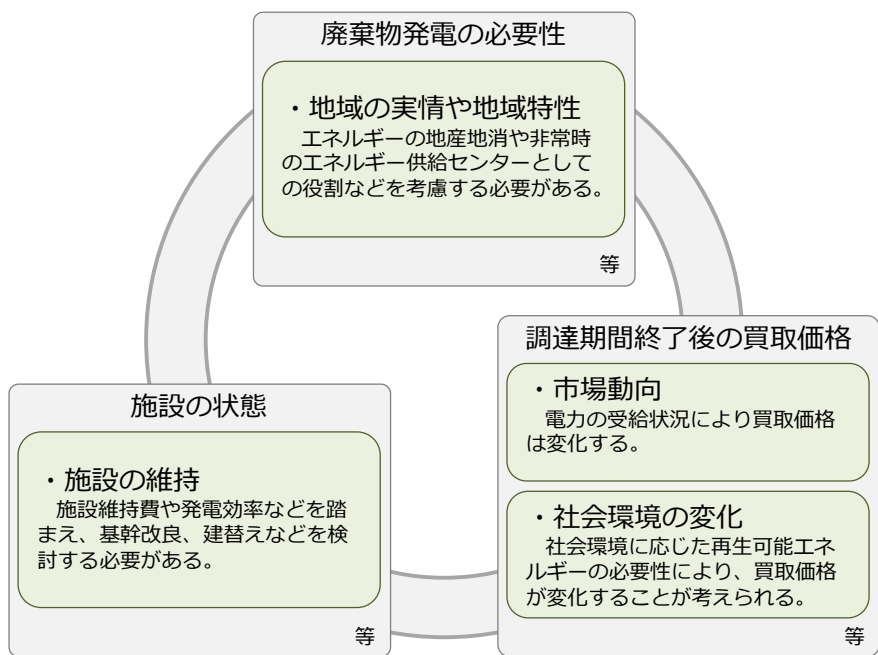 廃棄物発電の必要性
・地域の実情や地域特性
エネルギーの地産地消や非常時
のエネルギー供給センターとして
の役割などを考慮する必要がある。
等
調達期間終了後の買取価格
・市場動向
電力の受給状況により買取価格
は変化する。
・社会環境の変化
社会環境に応じた再生可能エネ
ルギーの必要性により、買取価格
が変化することが考えられる。
等
施設の状態
・施設の維持
施設維持費や発電効率などを踏
まえ、基幹改良、建替えなどを検
討する必要がある。
等